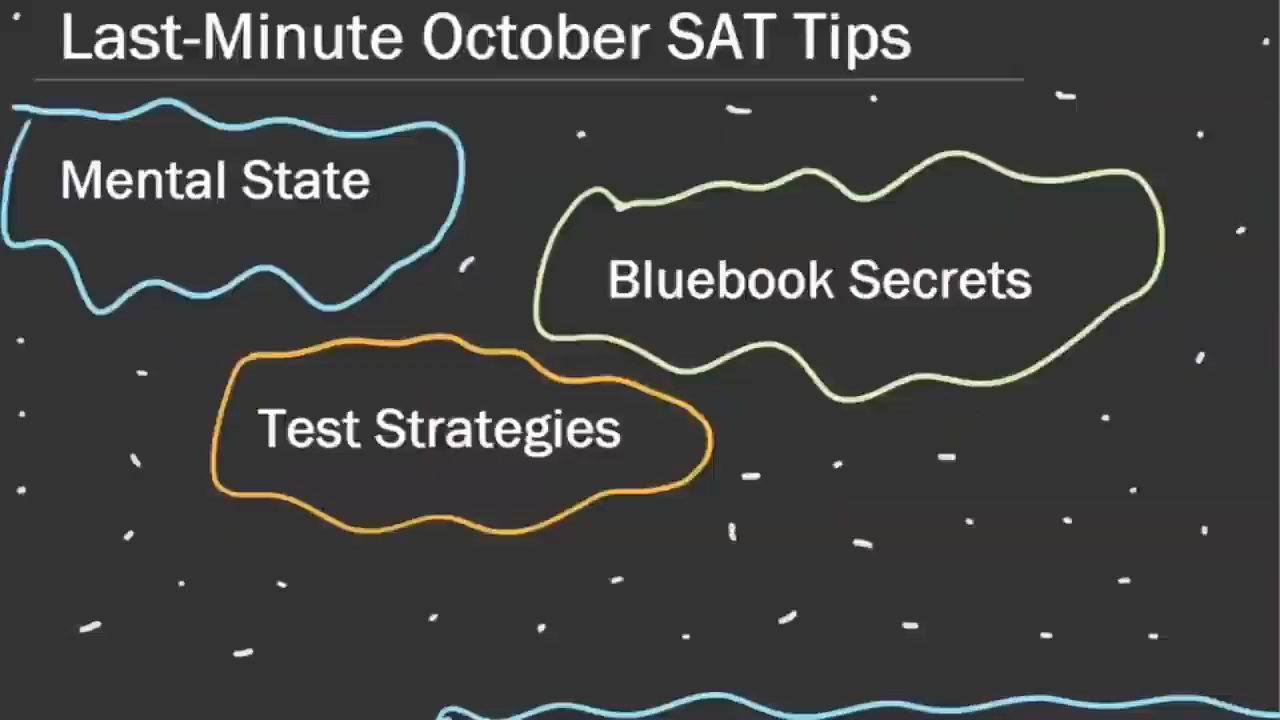 Last-Minute October SAT Tips
Mental State
Bluebook Secrets
Test Strategies